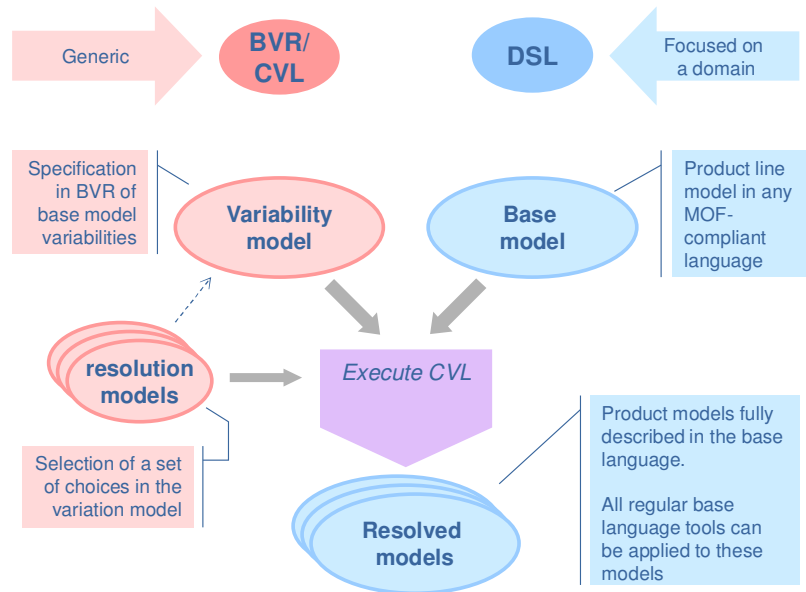 Generic
BVR/
CVL
DSL
Focused on
a domain
Specification
in BVR of
base model
variabilities
Variability
model
Base
model
Product line
model in any
MOF-
compliant
language
resolution
models
Execute CVL
Selection of a set
of choices in the
variation model
Resolved
models
Product models fully
described in the base
language.
All regular base
language tools can
be applied to these
models